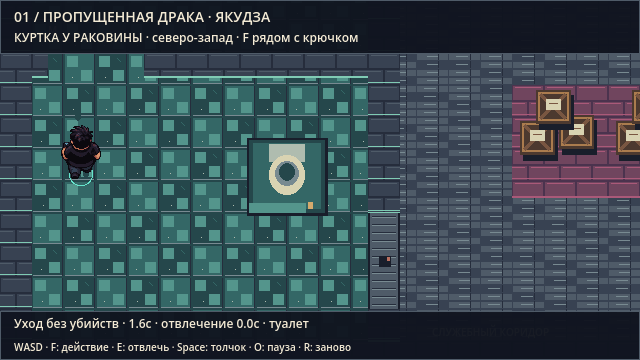 01 / ПРОПУЩЕННАЯ ДРАКА · ЯКУДЗА
КУРТКА У РАКОВИНЫ · северо-запад · F рядом с крючком
Уход без убийств · 1.6с · отвлечение 0.0с · туалет
WASD · F: действие · E: отвлечь · Space: толчок · O: пауза · R: заново